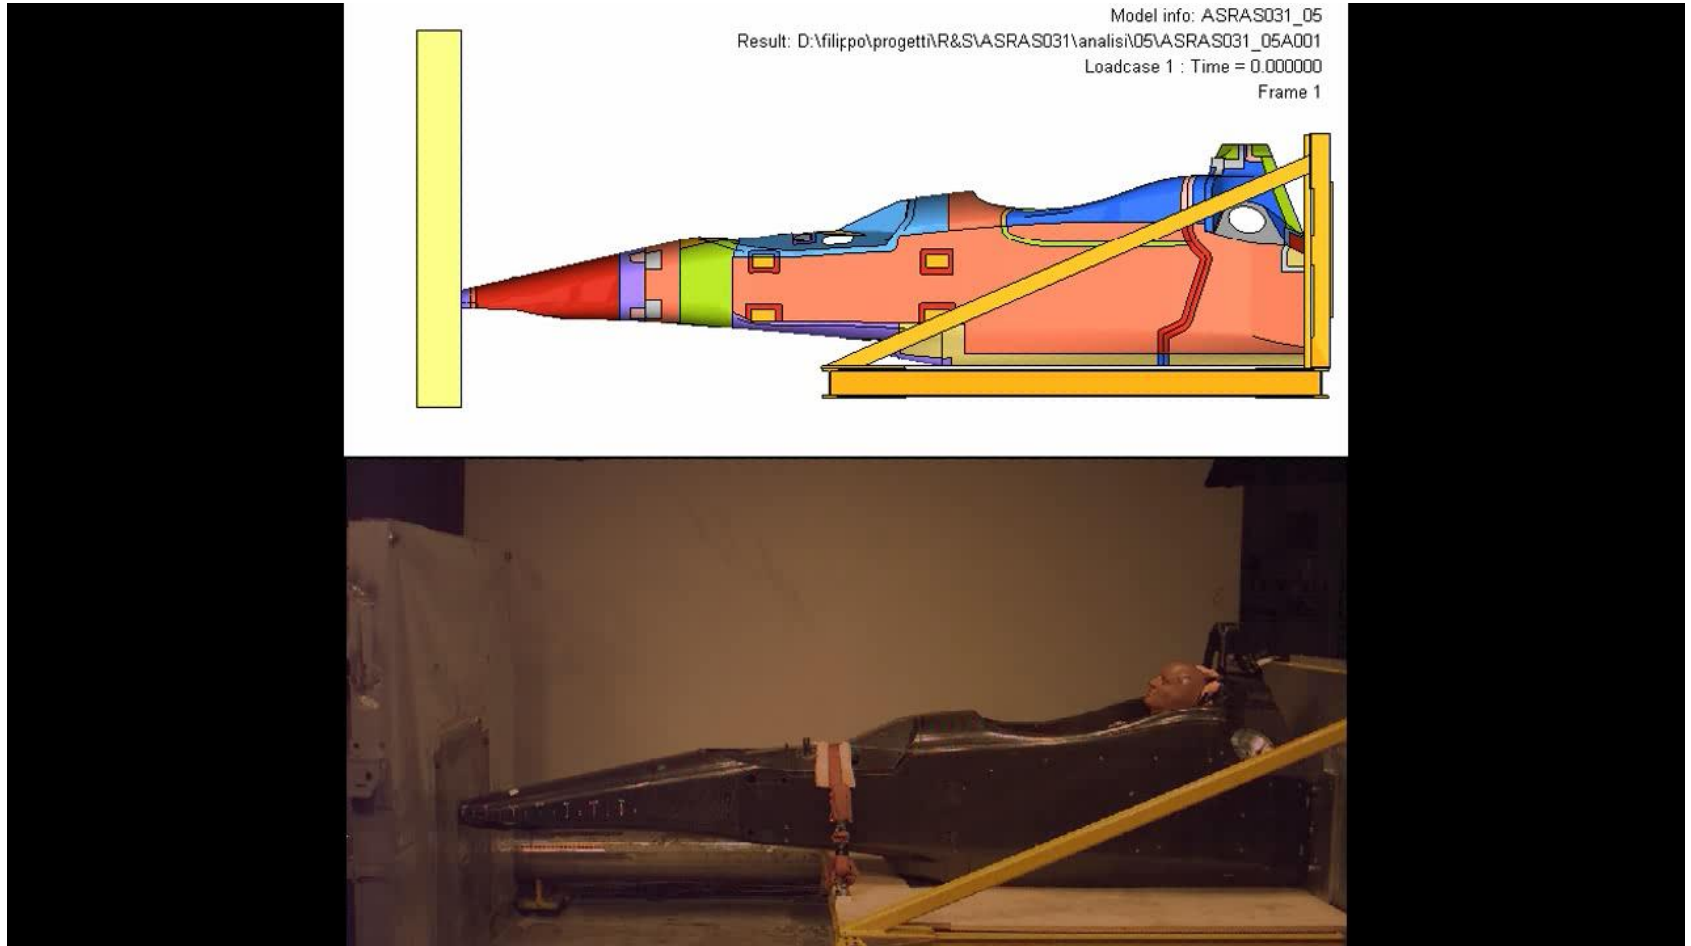 Model info: ASRAS031_05
Result: D:\filippo\progetti\R&S\ASRAS031\analisi\05\ASRAS031_05A001
Loadcase 1 : Time = 0.000000
Frame 1